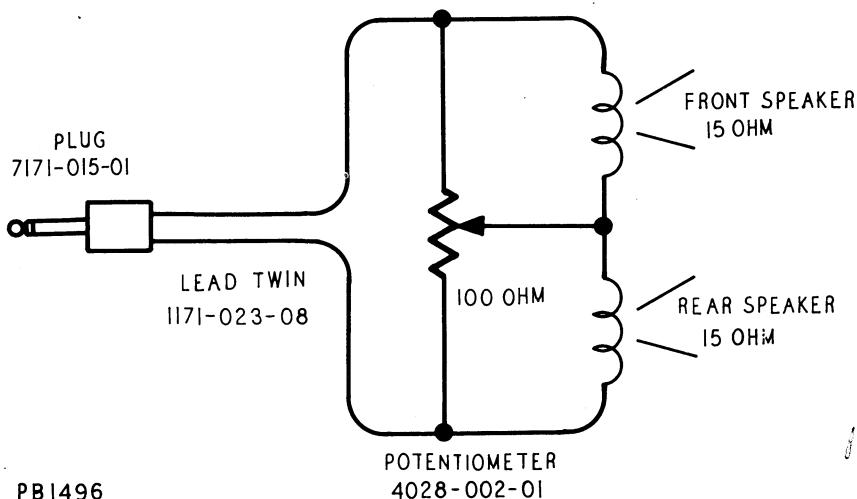 PLUG
7171-015-01
LEAD TWIN
1171-023-08
FRONT SPEAKER
15 OHM
100 OHM
REAR SPEAKER
15 OHM
POTENTIOMETER
4028-002-01
PB1496